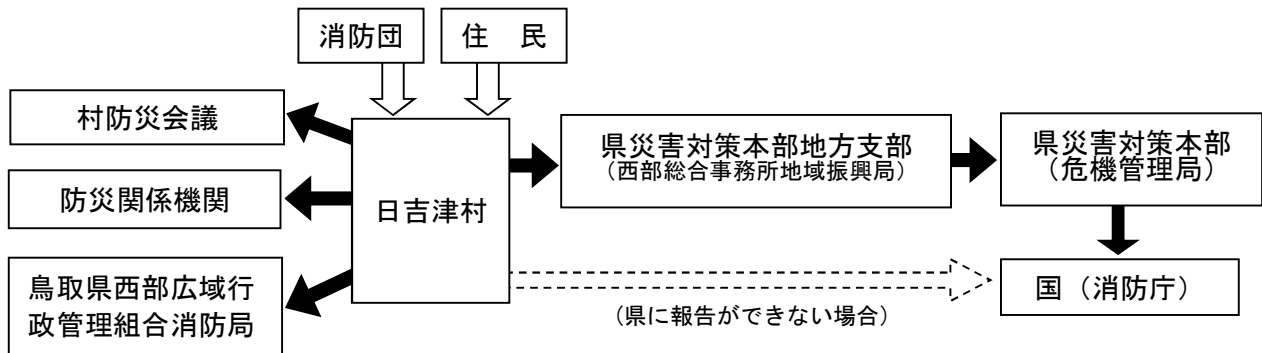 消防団
住　民
村防災会議
防災関係機関
鳥取県西部広域行
政管理組合消防局
日吉津村
県災害対策本部地方支部
（西部総合事務所地域振興局）
県災害対策本部
（危機管理局）
国（消防庁）
（県に報告ができない場合）